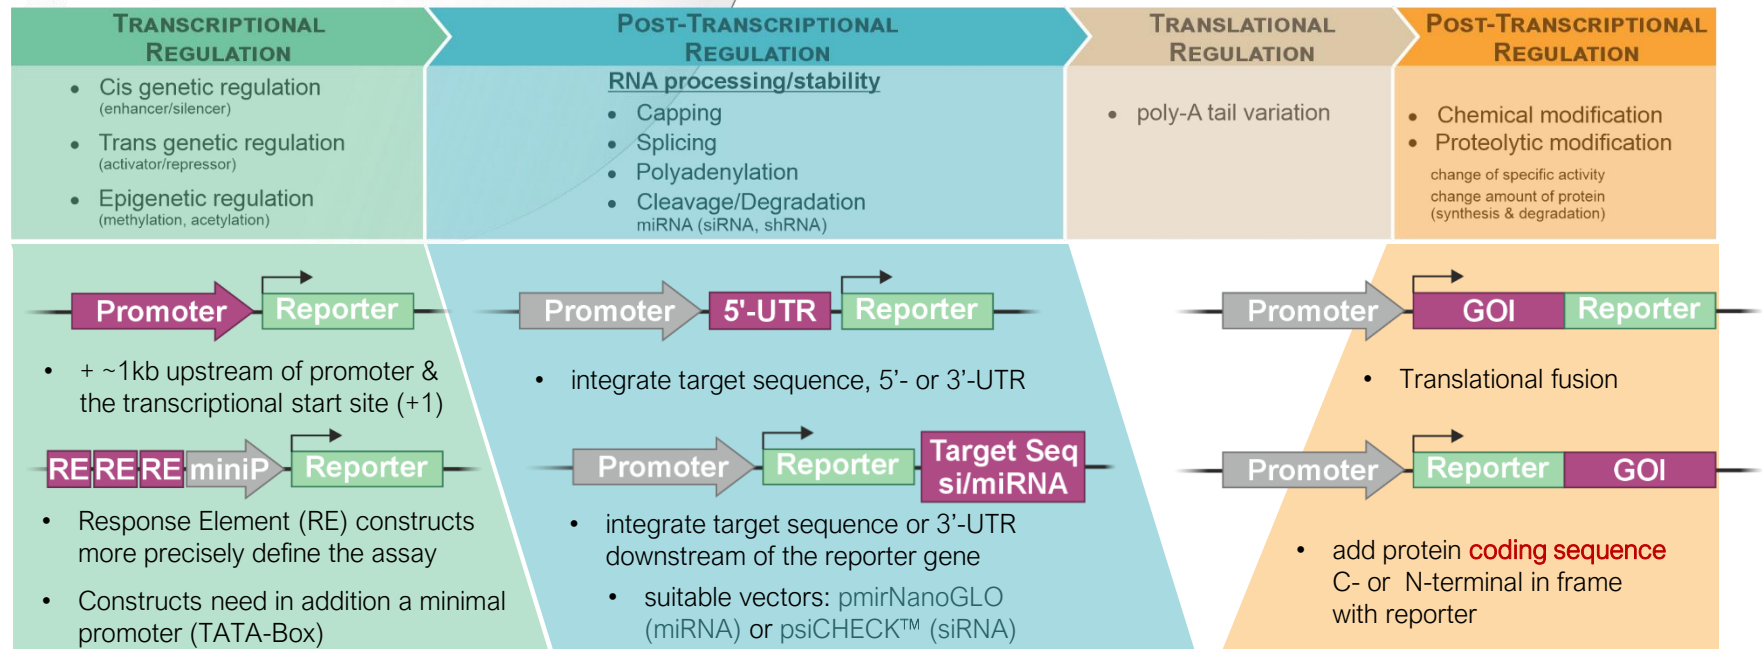 TRANSCRIPTIONAL
REGULATION
• Cis genetic regulation
(enhancer/silencer)
• Trans genetic regulation
(activator/repressor)
• Epigenetic regulation
(methylation, acetylation)
POST-TRANSCRIPTIONAL
REGULATION
RNA processing/stability
• Capping
• Splicing
• Polyadenylation
• Cleavage/Degradation
miRNA (siRNA, shRNA)
TRANSLATIONAL
REGULATION
• poly-A tail variation
POST-TRANSCRIPTIONAL
REGULATION
• Chemical modification
• Proteolytic modification
change of specific activity
change amount of protein
(synthesis & degradation)
Promoter Reporter
• + ~1kb upstream of promoter &
the transcriptional start site (+1)
RE RE RE miniP Reporter
• Response Element (RE) constructs
more precisely define the assay
• Constructs need in addition a minimal
promoter (TATA-Box)
Promoter 5'-UTR Reporter
• integrate target sequence, 5’- or 3’-UTR
Promoter Reporter Target Seq
si/miRNA
• integrate target sequence or 3’-UTR
downstream of the reporter gene
• suitable vectors: pmirNanoGLO
(miRNA) or psiCHECK™ (siRNA)
Promoter GOI Reporter
• Translational fusion
Promoter Reporter GOI
• add protein coding sequence
C- or N-terminal in frame
with reporter